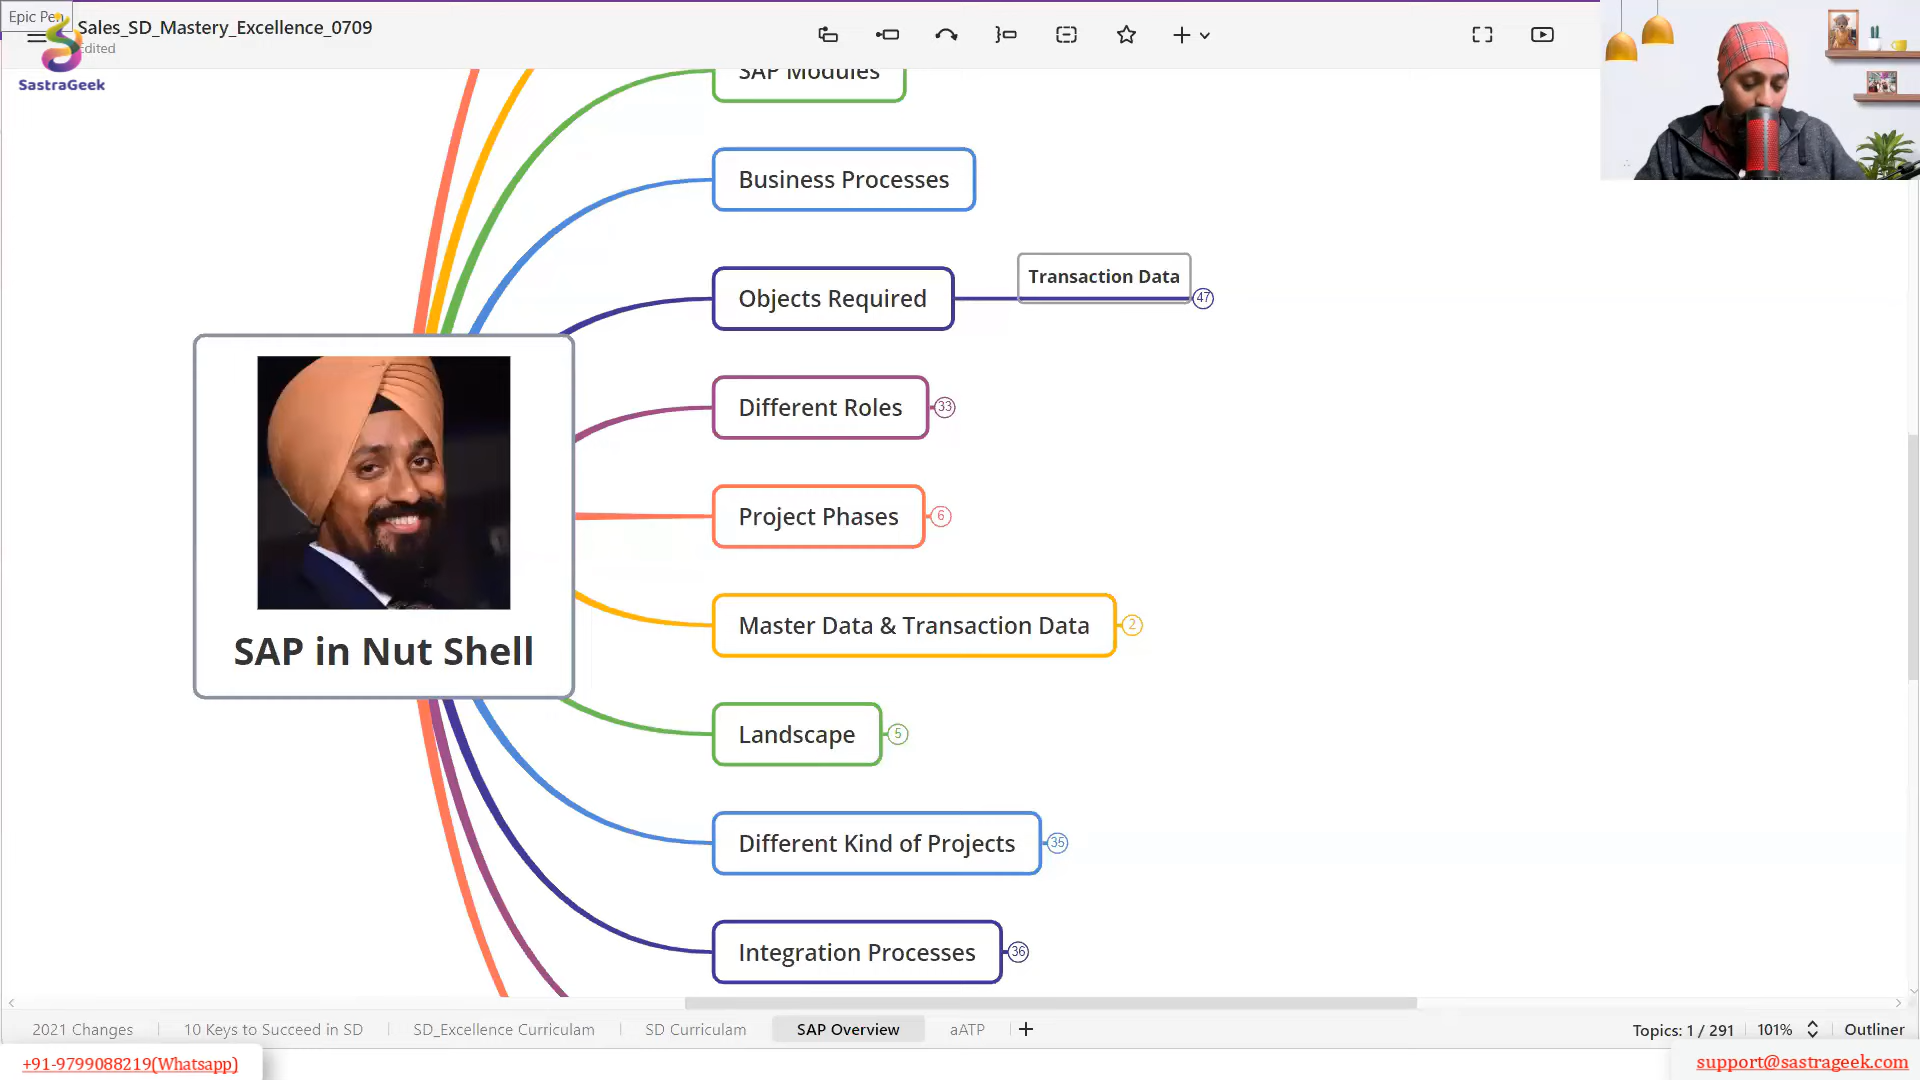 Epic Pen
Sales_SD_Mastery_Excellence_0709
Edited
SastraGeek
SAP Modules
Business Processes
Objects Required
Transaction Data
47
Different Roles
33
Project Phases
6
SAP in Nut Shell
Master Data & Transaction Data
2
Landscape
5
Different Kind of Projects
35
Integration Processes
36
2021 Changes
10 Keys to Succeed in SD
SD_Excellence Curriculam
SD Curriculam
SAP Overview
aATP
Topics: 1 / 291
101%
Outliner
+91-9799088219(Whatsapp)
support@sastrageek.com